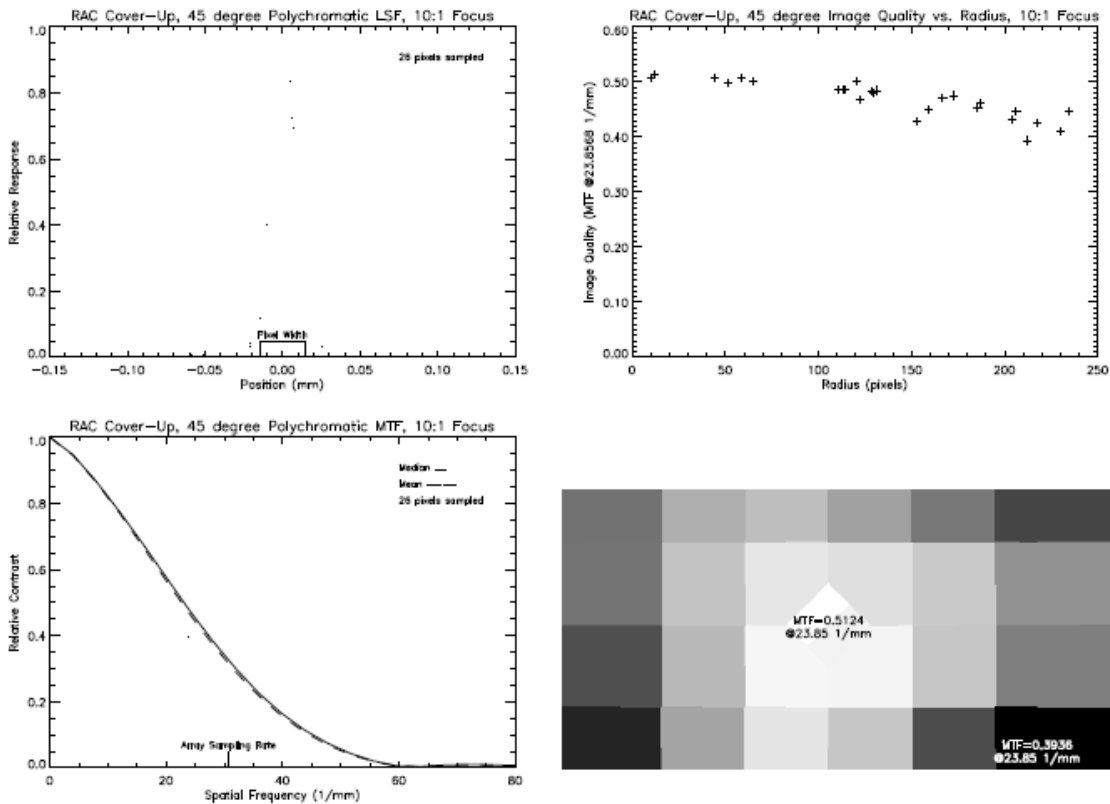 RAC Cover-Up, 45 degree Polychromatic LSF, 10:1 Focus
1.0
0.8
0.6
0.4
0.2
0.0
Relative Response
26 pixels sampled
Pixel Width
-0.15
-0.10
-0.05
0.00
0.05
0.10
0.15
Position (mm)
RAC Cover-Up, 45 degree Image Quality vs. Radius, 10:1 Focus
0.60
0.50
0.40
0.30
0.20
0.10
0.00
Image Quality (MTF @23.8568 1/mm)
0
50
100
150
200
250
Radius (pixels)
RAC Cover-Up, 45 degree Polychromatic MTF, 10:1 Focus
1.0
0.8
0.6
0.4
0.2
0.0
Relative Contrast
Median
Mean
26 pixels sampled
Array Sampling Rate
0
20
40
60
80
Spatial Frequency (1/mm)
MTF=0.5124
@23.85 1/mm
MTF=0.3936
@23.85 1/mm